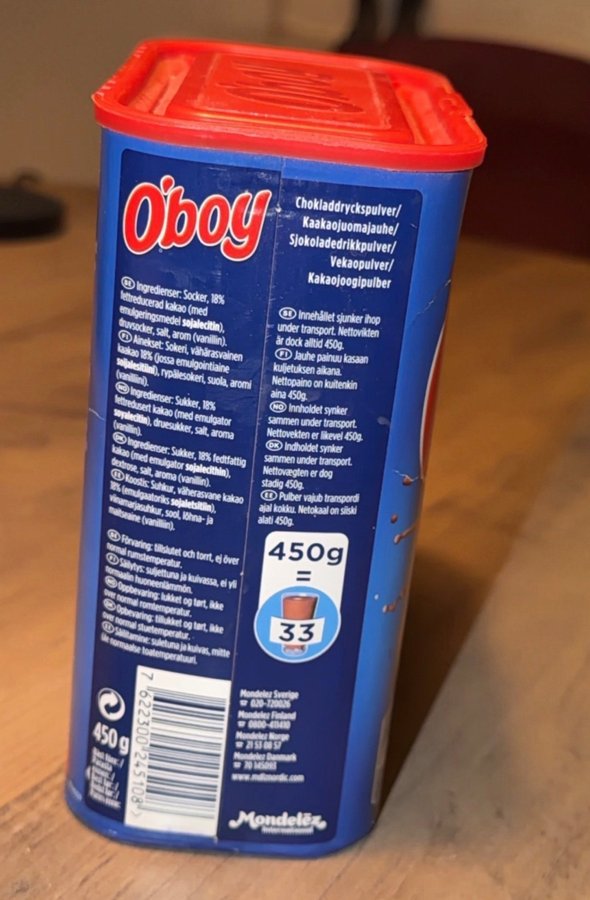 O'boy
Chokladdryckspulver/
Kaakaojuomajauhe/
Sjokoladedrikkpulver/
Vekaopulver/
Kakaojoogipulber
SE Ingredienser: Socker, 18%
fettreducerad kakao (med
emulgeringsmedel sojalecitin),
druvsocker, salt, arom (vanillin).
FI Ainekset: Sokeri, vähärasvainen
kaakao 18% (jossa emulgointiaine
soijalesitiini), rypälesokeri, suola, aromi
(vanilliini).
NO Ingredienser: Sukker, 18%
fettredusert kakao (med emulgator
soyalecitin), druesukker, salt, aroma
(vanillin).
DK Ingredienser: Sukker, 18% fedtfattig
kakao (med emulgator sojalecithin),
dextrose, salt, aroma (vanillin).
EE Koostis: Suhkur, väherasvane kakao
18% (emulgaatoriks sojaletsitiin),
viinamarjasuhkur, sool, lõhna- ja
maitseaine (vanilliin).
SE Förvaring: tillslutet och torrt, ej över
normal rumstemperatur.
FI Säilytys: suljettuna ja kuivassa, ei yli
normaalin huoneenlämmön.
NO Oppbevaring: lukket og tørt, ikke
over normal romtemperatur.
DK Opbevaring: tillukket og tørt, ikke
over normal stuetemperatur.
EE Säilitamine: suletuna ja kuivas, mitte
üle normaalse toatemperatuuri.
SE Innehållet sjunker ihop
under transport. Nettovikten
är dock alltid 450g.
FI Jauhe painuu kasaan
kuljetuksen aikana.
Nettopaino on kuitenkin
aina 450g.
NO Innholdet synker
sammen under transport.
Nettovekten er likevel 450g.
DK Indholdet synker
sammen under transport.
Nettovægten er dog
stadig 450g.
EE Pulber vajub transpordi
ajal kokku. Netokaal on siiski
alati 450g.
450g
=
33
450 g
7 622300 245108 >
Mondelez Sverige
020-720026
Mondelez Finland
0800-411410
Mondelez Norge
21 53 08 57
Mondelez Danmark
70 145093
www.mdlznordic.com
Mondelēz
International